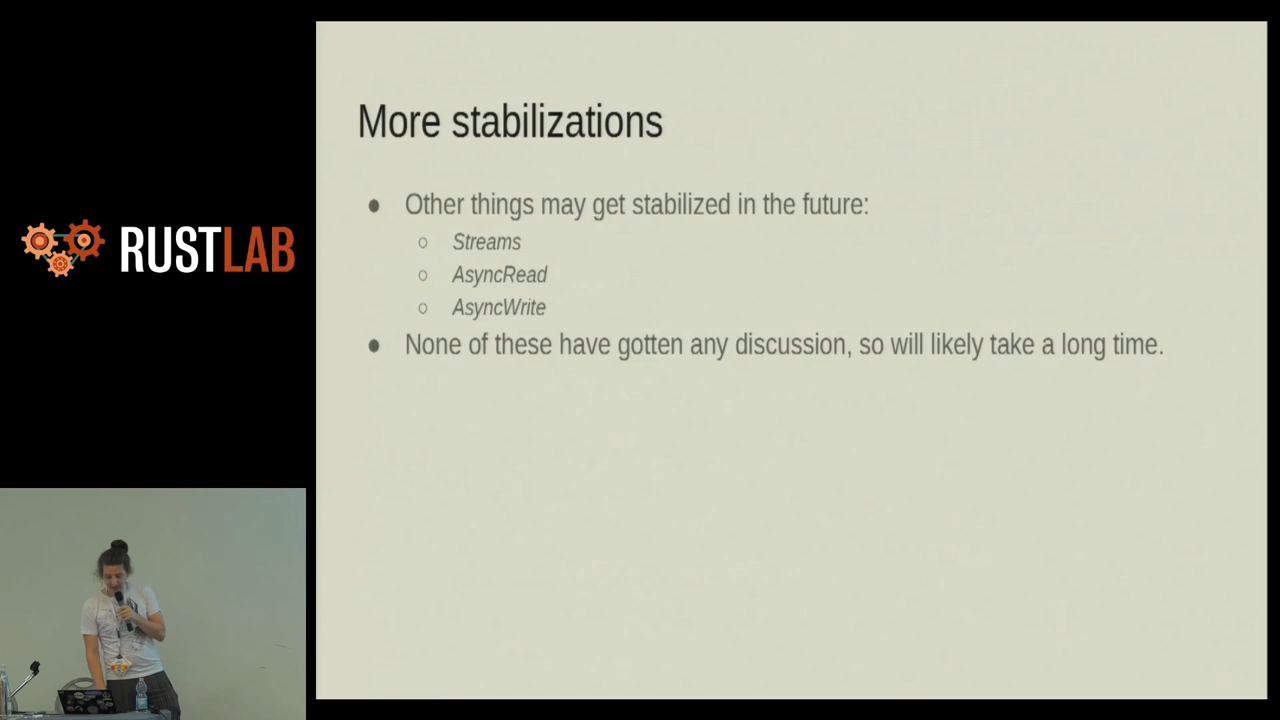 More stabilizations
● Other things may get stabilized in the future:
○ Streams
○ AsyncRead
○ AsyncWrite
● None of these have gotten any discussion, so will likely take a long time.
RUSTLAB